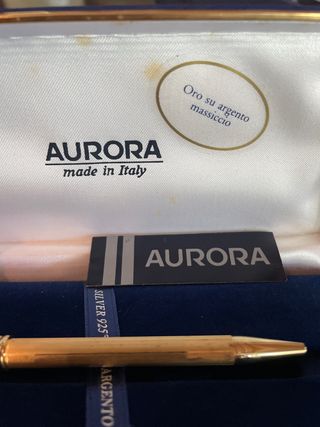 Oro su argento
massiccio
AURORA
made in Italy
AURORA
SILVER 925
ARGENTO